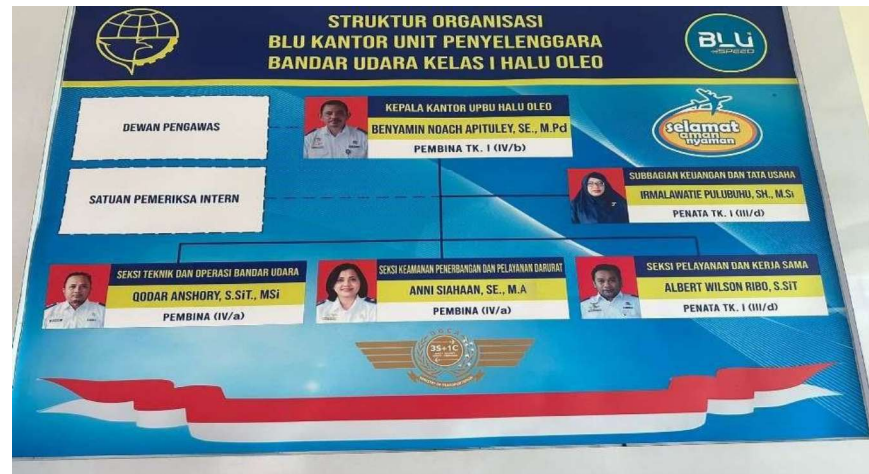 STRUKTUR ORGANISASI
BLU KANTOR UNIT PENYELENGGARA
BANDAR UDARA KELAS I HALU OLEO
BLU
SPEED
DEWAN PENGAWAS
KEPALA KANTOR UPBU HALU OLEO
BENYAMIN NOACH APITULEY, SE., M.Pd
PEMBINA TK. I (IV/b)
selamat
aman
nyaman
SATUAN PEMERIKSA INTERN
SUBBAGIAN KEUANGAN DAN TATA USAHA
IRMALAWATIE PULUBUHU, SH., M.Si
PENATA TK. I (III/d)
SEKSI TEKNIK DAN OPERASI BANDAR UDARA
QODAR ANSHORY, S.SiT., MSi
PEMBINA (IV/a)
SEKSI KEAMANAN PENERBANGAN DAN PELAYANAN DARURAT
ANNI SIAHAAN, SE., M.A
PEMBINA (IV/a)
SEKSI PELAYANAN DAN KERJA SAMA
ALBERT WILSON RIBO, S.SiT
PENATA TK. I (III/d)
DGCA
3S+1C